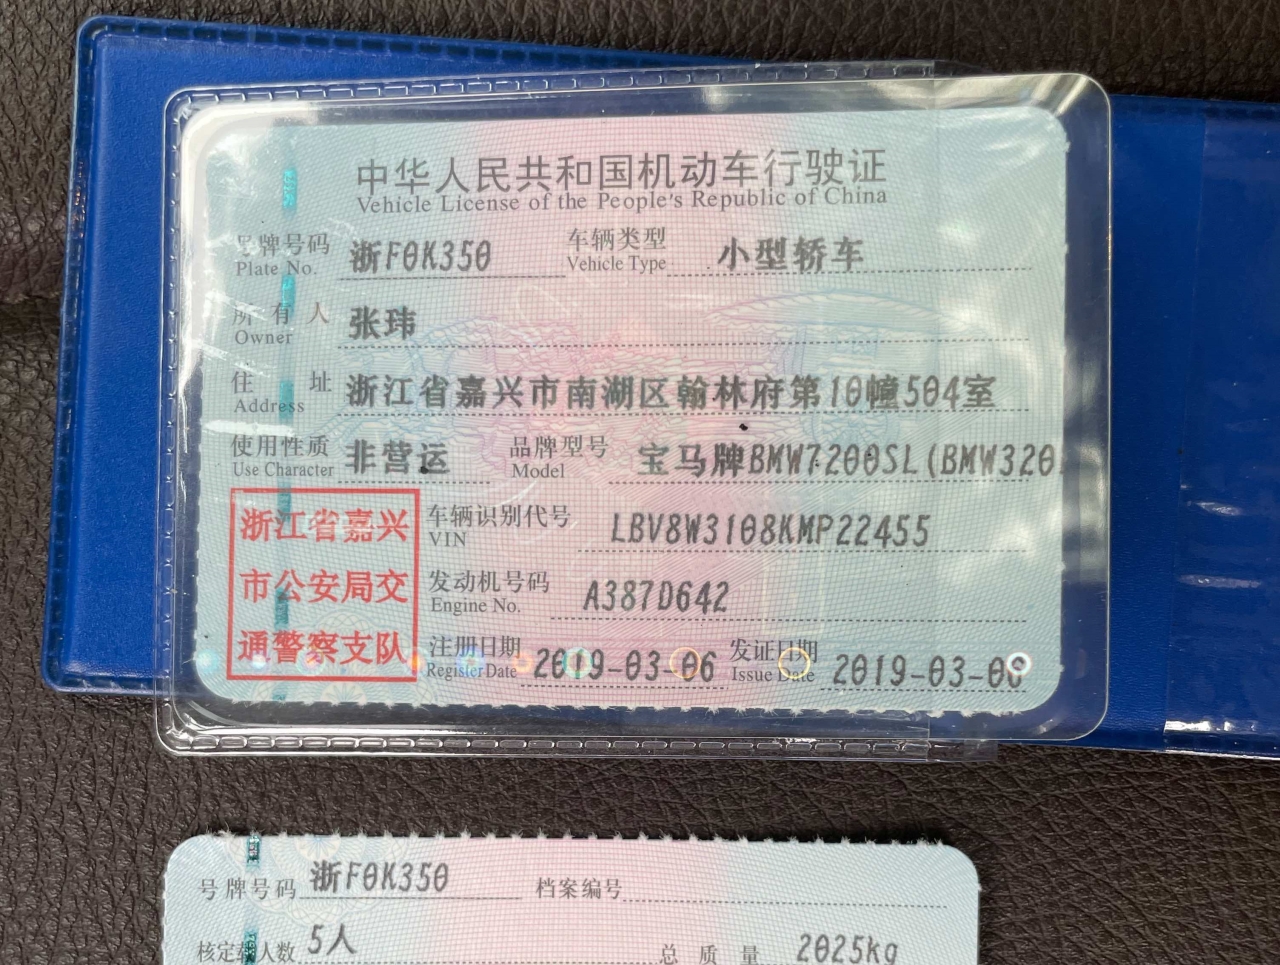 中华人民共和国机动车行驶证
Vehicle License of the People's Republic of China
号牌号码 浙F0K350 车辆类型 小型轿车
Plate No. Vehicle Type
所有人 张玮
Owner
住址 浙江省嘉兴市南湖区翰林府第10幢504室
Address
使用性质 非营运 品牌型号 宝马牌BMW7200SL(BMW320
Use Character Model
浙江省嘉兴
市公安局交
通警察支队
车辆识别代号 LBV8W3108KMP22455
VIN
发动机号码 A387D642
Engine No.
注册日期 2019-03-06 发证日期 2019-03-06
Register Date Issue Date
号牌号码 浙F0K350 档案编号
核定载人数 5人 总质量 2025kg